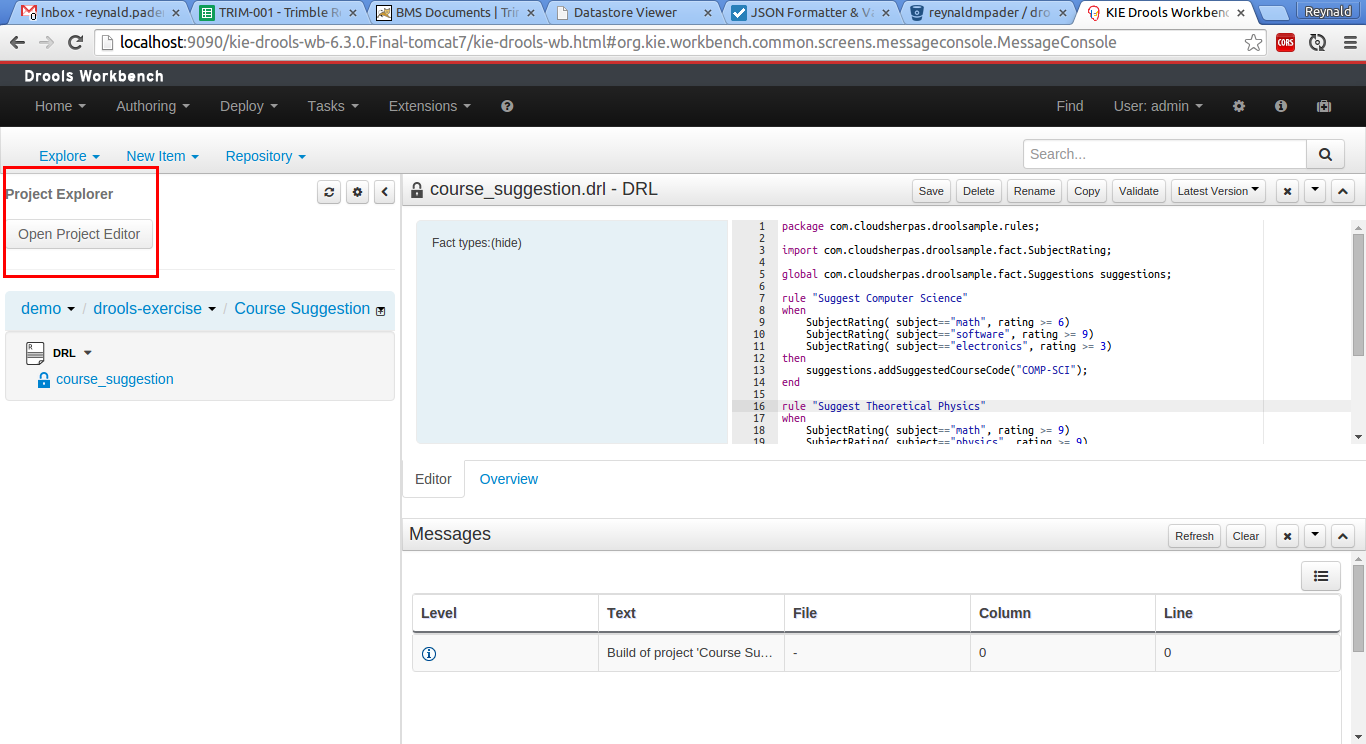 Inbox - reynald.pader
TRIM-001 - Trimble R
BMS Documents | Trim
Datastore Viewer
JSON Formatter & Va
reynaldmpader / dro
KIE Drools Workbenc
Reynald
localhost:9090/kie-drools-wb-6.3.0.Final-tomcat7/kie-drools-wb.html#org.kie.workbench.common.screens.messageconsole.MessageConsole
CORS
Drools Workbench
Home Authoring Deploy Tasks Extensions ? Find User: admin
Explore New Item Repository Search...
Project Explorer
Open Project Editor
demo / drools-exercise / Course Suggestion
DRL
course_suggestion
course_suggestion.drl - DRL
Save Delete Rename Copy Validate Latest Version
Fact types:(hide)
1 package com.cloudsherpas.droolsample.rules;
2
3 import com.cloudsherpas.droolsample.fact.SubjectRating;
4
5 global com.cloudsherpas.droolsample.fact.Suggestions suggestions;
6
7 rule "Suggest Computer Science"
8 when
9 SubjectRating( subject=="math", rating >= 6)
10 SubjectRating( subject=="software", rating >= 9)
11 SubjectRating( subject=="electronics", rating >= 3)
12 then
13 suggestions.addSuggestedCourseCode("COMP-SCI");
14 end
15
16 rule "Suggest Theoretical Physics"
17 when
18 SubjectRating( subject=="math", rating >= 9)
19 SubjectRating( subject=="physics", rating >= 9)
Editor Overview
Messages
Refresh Clear
Level Text File Column Line
Build of project 'Course Su... - 0 0